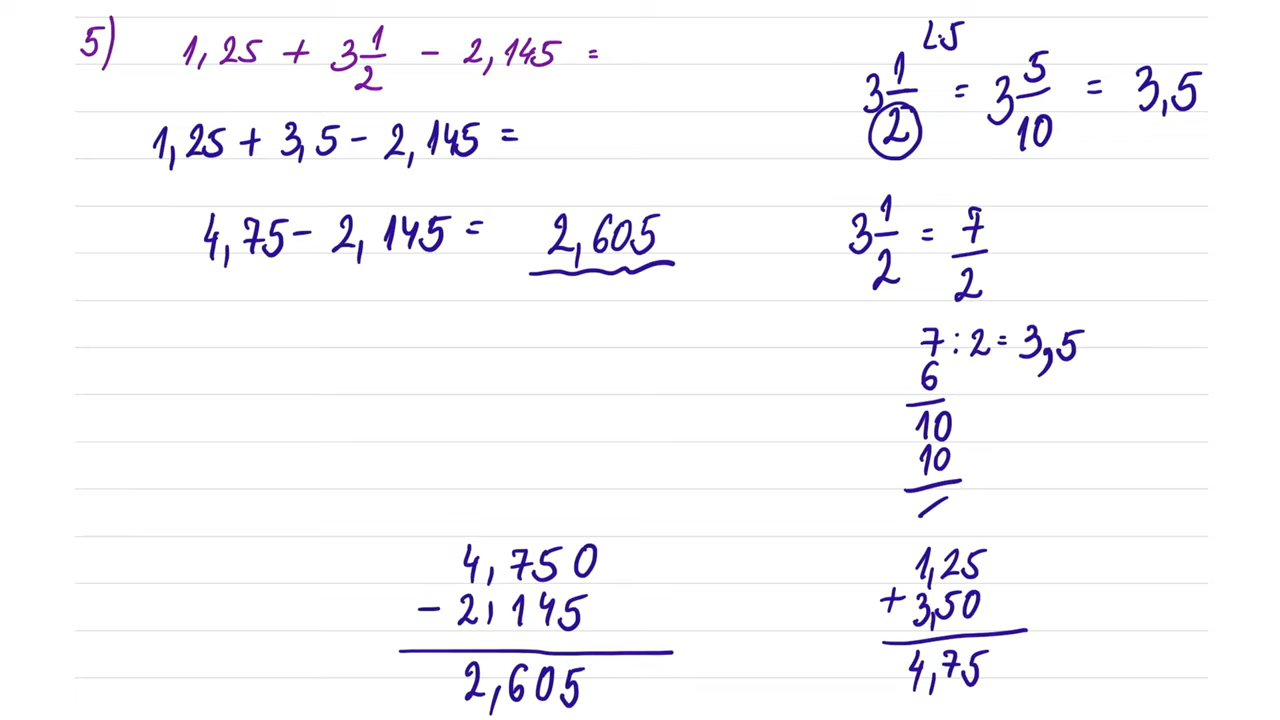 5) 1,25 + 3 1/2 - 2,145 =
1,25 + 3,5 - 2,145 =
4,75 - 2,145 = 2,605
4,750
- 2,145
2,605
L·5
3 1/2 = 3 5/10 = 3,5
3 1/2 = 7/2
7 : 2 = 3,5
6
10
10
1,25
+ 3,50
4,75